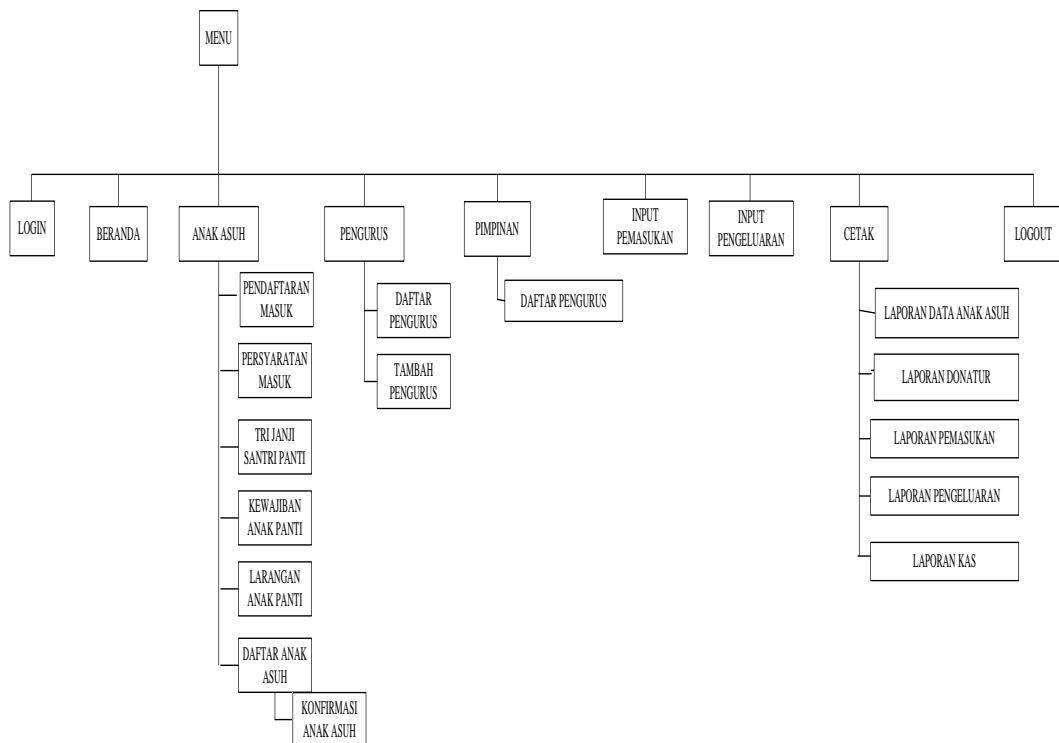 MENU
LOGIN
BERANDA
ANAK ASUH
PENGURUS
PIMPINAN
INPUT
PEMASUKAN
INPUT
PENGELUARAN
CETAK
LOGOUT
PENDAFTARAN
MASUK
PERSYARATAN
MASUK
TRI JANJI
SANTRI PANTI
KEWAJIBAN
ANAK PANTI
LARANGAN
ANAK PANTI
DAFTAR ANAK
ASUH
KONFIRMASI
ANAK ASUH
DAFTAR
PENGURUS
TAMBAH
PENGURUS
DAFTAR PENGURUS
LAPORAN DATA ANAK ASUH
LAPORAN DONATUR
LAPORAN PEMASUKAN
LAPORAN PENGELUARAN
LAPORAN KAS